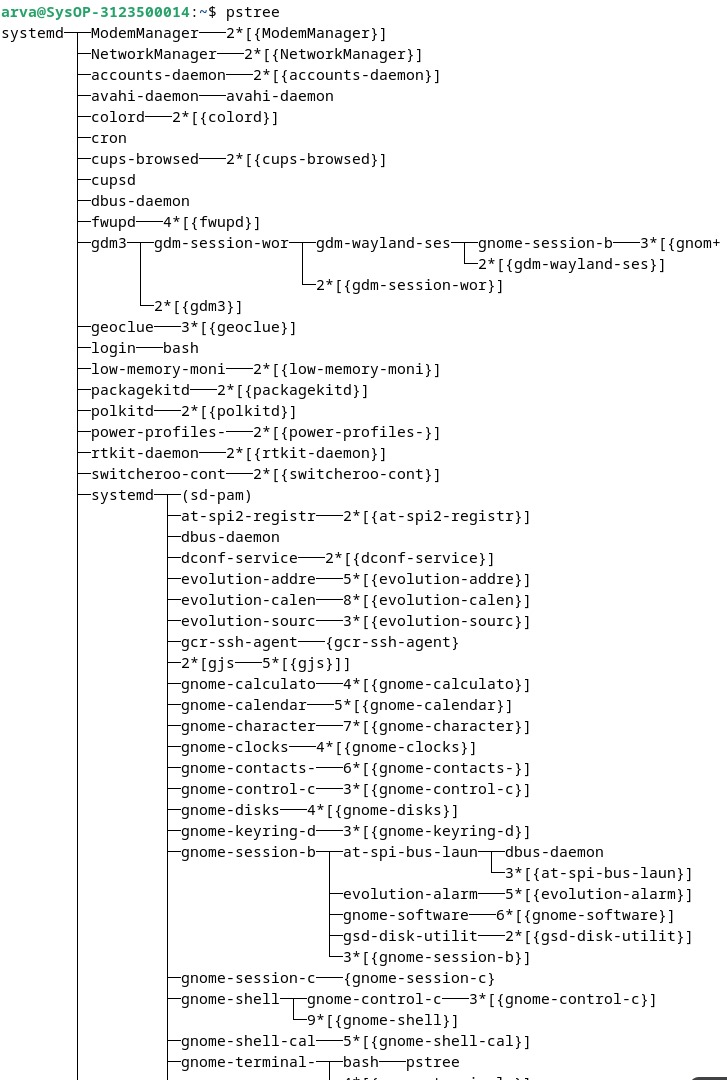 arva@SysOP-3123500014:~$ pstree
systemd─┬─ModemManager───2*[{ModemManager}]
├─NetworkManager───2*[{NetworkManager}]
├─accounts-daemon───2*[{accounts-daemon}]
├─avahi-daemon───avahi-daemon
├─colord───2*[{colord}]
├─cron
├─cups-browsed───2*[{cups-browsed}]
├─cupsd
├─dbus-daemon
├─fwupd───4*[{fwupd}]
├─gdm3─┬─gdm-session-wor─┬─gdm-wayland-ses─┬─gnome-session-b───3*[{gnom+
│      │                 │                 └─2*[{gdm-wayland-ses}]
│      │                 └─2*[{gdm-session-wor}]
│      └─2*[{gdm3}]
├─geoclue───3*[{geoclue}]
├─login───bash
├─low-memory-moni───2*[{low-memory-moni}]
├─packagekitd───2*[{packagekitd}]
├─polkitd───2*[{polkitd}]
├─power-profiles-───2*[{power-profiles-}]
├─rtkit-daemon───2*[{rtkit-daemon}]
├─switcheroo-cont───2*[{switcheroo-cont}]
├─systemd─┬─(sd-pam)
│         ├─at-spi2-registr───2*[{at-spi2-registr}]
│         ├─dbus-daemon
│         ├─dconf-service───2*[{dconf-service}]
│         ├─evolution-addre───5*[{evolution-addre}]
│         ├─evolution-calen───8*[{evolution-calen}]
│         ├─evolution-sourc───3*[{evolution-sourc}]
│         ├─gcr-ssh-agent───{gcr-ssh-agent}
│         ├─2*[gjs───5*[{gjs}]]
│         ├─gnome-calculato───4*[{gnome-calculato}]
│         ├─gnome-calendar───5*[{gnome-calendar}]
│         ├─gnome-character───7*[{gnome-character}]
│         ├─gnome-clocks───4*[{gnome-clocks}]
│         ├─gnome-contacts-───6*[{gnome-contacts-}]
│         ├─gnome-control-c───3*[{gnome-control-c}]
│         ├─gnome-disks───4*[{gnome-disks}]
│         ├─gnome-keyring-d───3*[{gnome-keyring-d}]
│         ├─gnome-session-b─┬─at-spi-bus-laun─┬─dbus-daemon
│         │                 │                 └─3*[{at-spi-bus-laun}]
│         │                 ├─evolution-alarm───5*[{evolution-alarm}]
│         │                 ├─gnome-software───6*[{gnome-software}]
│         │                 ├─gsd-disk-utilit───2*[{gsd-disk-utilit}]
│         │                 └─3*[{gnome-session-b}]
│         ├─gnome-session-c───{gnome-session-c}
│         ├─gnome-shell─┬─gnome-control-c───3*[{gnome-control-c}]
│         │             └─9*[{gnome-shell}]
│         ├─gnome-shell-cal───5*[{gnome-shell-cal}]
│         ├─gnome-terminal-─┬─bash───pstree